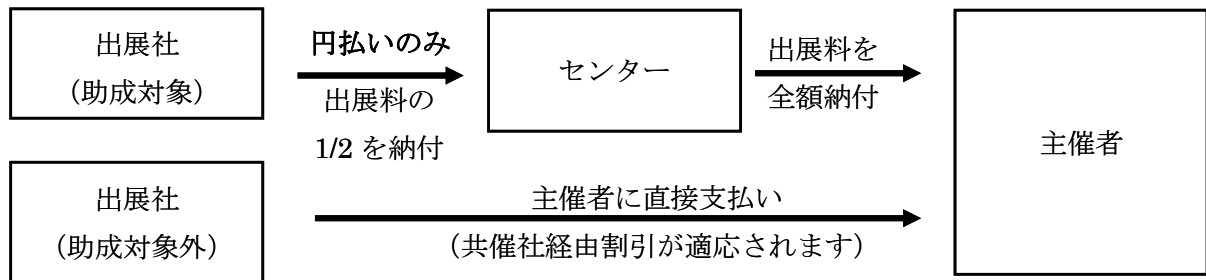 出展社
(助成対象)
円払いのみ
出展料の
1/2 を納付
センター
出展料を
全額納付
主催者
出展社
(助成対象外)
主催者に直接支払い
(共催社経由割引が適応されます)